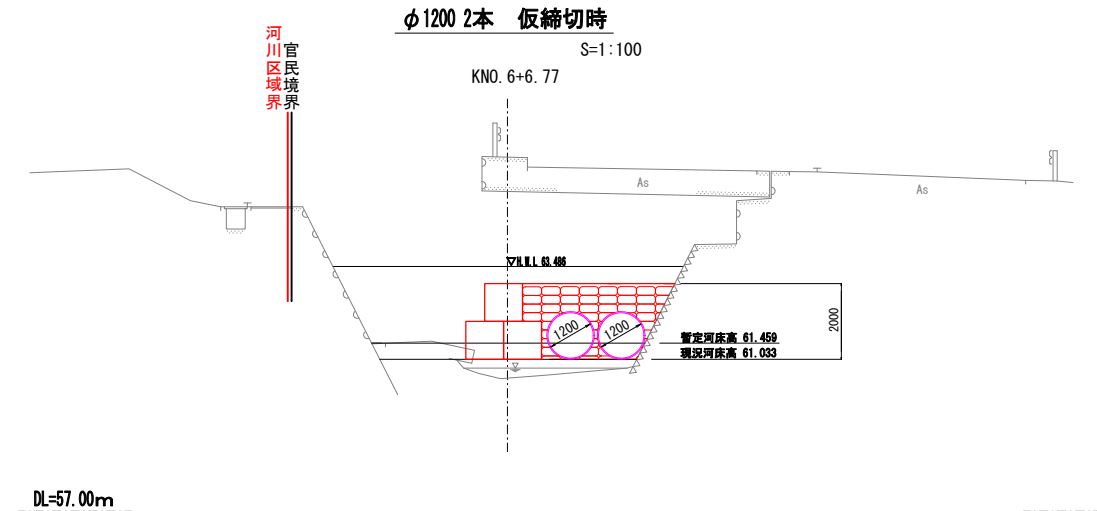 φ1200 2本 仮締切時
S=1:100
KNO.6+6.77
河川区域界
官民境界
As
As
H.W.L 63.486
1200
1200
2000
暫定河床高 61.459
現況河床高 61.033
DL=57.00m